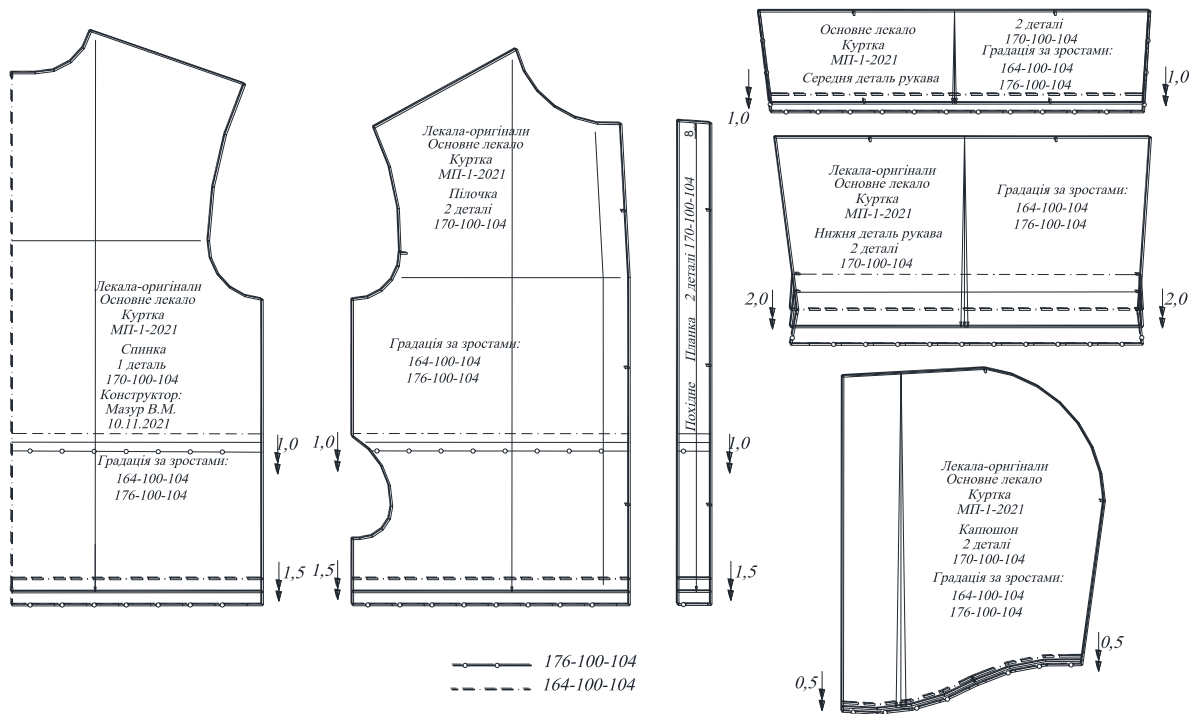 Лекала-оригінали
Основне лекало
Куртка
МП-1-2021
Спинка
1 деталь
170-100-104
Конструктор:
Мазур В.М.
10.11.2021
Градація за зростами:
164-100-104
176-100-104
1,0
1,5
Лекала-оригінали
Основне лекало
Куртка
МП-1-2021
Пілочка
2 деталі
170-100-104
Градація за зростами:
164-100-104
176-100-104
1,0
1,5
Похідне Планка 2 деталі 170-100-104
8
1,0
1,5
Основне лекало
Куртка
МП-1-2021
Середня деталь рукава
2 деталі
170-100-104
Градація за зростами:
164-100-104
176-100-104
1,0
1,0
Лекала-оригінали
Основне лекало
Куртка
МП-1-2021
Нижня деталь рукава
2 деталі
170-100-104
Градація за зростами:
164-100-104
176-100-104
2,0
2,0
Лекала-оригінали
Основне лекало
Куртка
МП-1-2021
Капюшон
2 деталі
170-100-104
Градація за зростами:
164-100-104
176-100-104
0,5
0,5
176-100-104
164-100-104